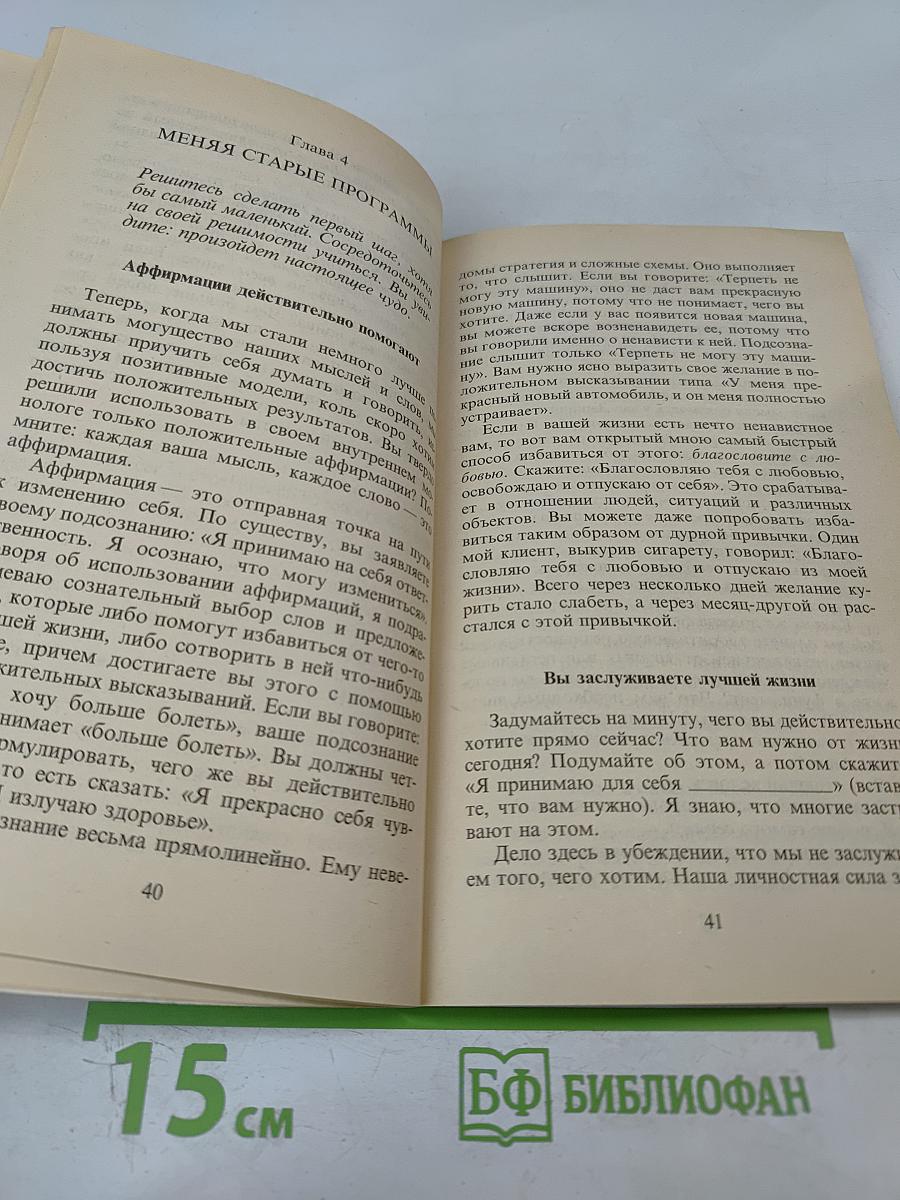 Глава 4
МЕНЯЯ СТАРЫЕ ПРОГРАММЫ
Решитесь сделать первый шаг, хотя
бы самый маленький. Сосредоточьтесь
на своей решимости учиться. Вы уви-
дите: произойдет настоящее чудо.
Аффирмации действительно помогают
Теперь, когда мы стали немного лучше
нимать могущество наших мыслей и слов,
должны приучить себя думать и говорить,
пользуя позитивные модели, коль скоро
достичь положительных результатов. Вы
решили использовать в своем внутреннем мо-
нологе только положительные аффирмации? По-
мните: каждая ваша мысль, каждое слово — это
аффирмация.
Аффирмация — это отправная точка на пути
к изменению себя. По существу, вы заявляете
своему подсознанию: «Я принимаю на себя ответ-
ственность. Я осознаю, что могу измениться».
воря об использовании аффирмаций, я подра-
еваю сознательный выбор слов и предложе-
, которые либо помогут избавиться от чего-то
шей жизни, либо сотворить в ней что-нибудь
е, причем достигаете вы этого с помощью
жительных высказываний. Если вы говорите:
хочу больше болеть», ваше подсознание
нимает «больше болеть». Вы должны чет-
рмулировать, чего же вы действительно
то есть сказать: «Я прекрасно себя чув-
излучаю здоровье».
знание весьма прямолинейно. Ему неве-
40
домы стратегия и сложные схемы. Оно выполняет
то, что слышит. Если вы говорите: «Терпеть не
могу эту машину», оно не даст вам прекрасную
новую машину, потому что не понимает, чего вы
хотите. Даже если у вас появится новая машина,
вы можете вскоре возненавидеть ее, потому что
вы говорили именно о ненависти к ней. Подсозна-
ние слышит только «Терпеть не могу эту маши-
ну». Вам нужно ясно выразить свое желание в по-
ложительном высказывании типа «У меня пре-
красный новый автомобиль, и он меня полностью
устраивает».
Если в вашей жизни есть нечто ненавистное
вам, то вот вам открытый мною самый быстрый
способ избавиться от этого: благословите с лю-
бовью. Скажите: «Благословляю тебя с любовью,
освобождаю и отпускаю от себя». Это срабатыва-
ет в отношении людей, ситуаций и различных
объектов. Вы можете даже попробовать изба-
виться таким образом от дурной привычки. Один
мой клиент, выкурив сигарету, говорил: «Благо-
словляю тебя с любовью и отпускаю из моей
жизни». Всего через несколько дней желание ку-
рить стало слабеть, а через месяц-другой он рас-
стался с этой привычкой.
Вы заслуживаете лучшей жизни
Задумайтесь на минуту, чего вы действительно
хотите прямо сейчас? Что вам нужно от жизни
сегодня? Подумайте об этом, а потом скажит
«Я принимаю для себя ____________» (встав
те, что вам нужно). Я знаю, что многие застр
вают на этом.
Дело здесь в убеждении, что мы не заслужи
ем того, чего хотим. Наша личностная сила з
41
15 см
БФ БИБЛИОФАН